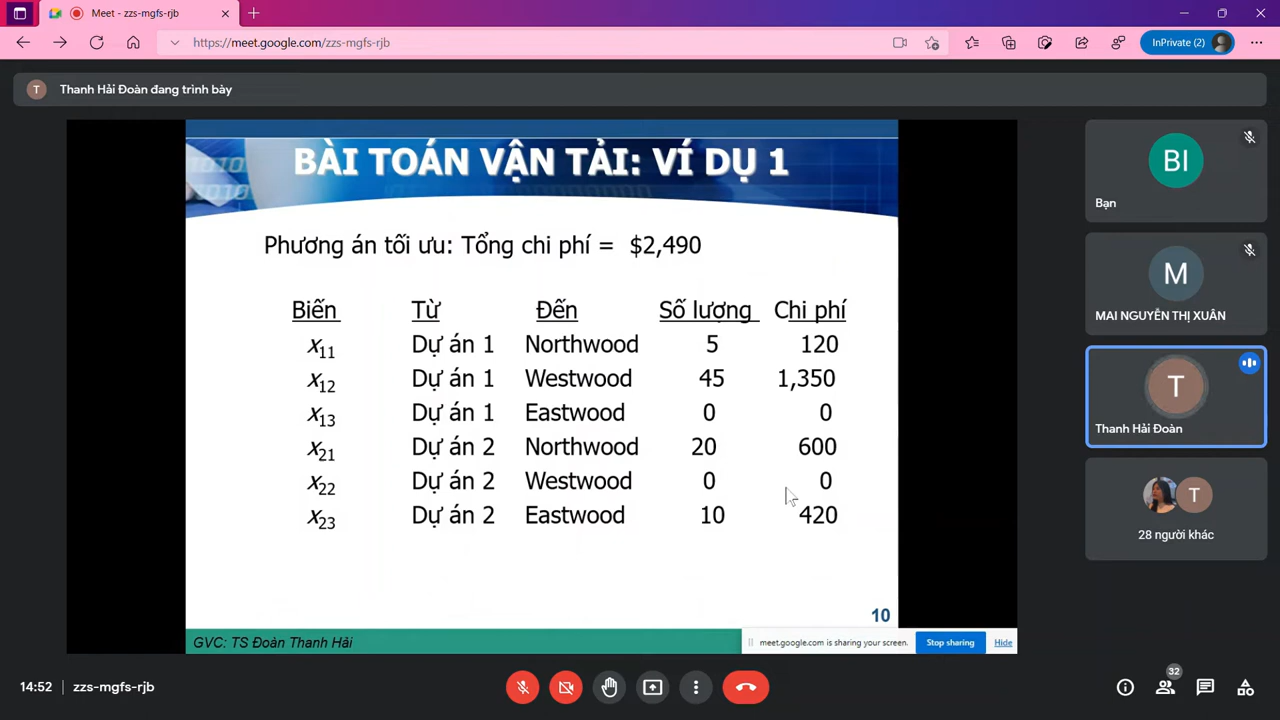 Meet - zzs-mgfs-rjb
https://meet.google.com/zzs-mgfs-rjb
InPrivate (2)
T Thanh Hải Đoàn đang trình bày
BÀI TOÁN VẬN TẢI: VÍ DỤ 1
Phương án tối ưu: Tổng chi phí = $2,490
Biến Từ Đến Số lượng Chi phí
x11 Dự án 1 Northwood 5 120
x12 Dự án 1 Westwood 45 1,350
x13 Dự án 1 Eastwood 0 0
x21 Dự án 2 Northwood 20 600
x22 Dự án 2 Westwood 0 0
x23 Dự án 2 Eastwood 10 420
10
GVC: TS Đoàn Thanh Hải
meet.google.com is sharing your screen. Stop sharing Hide
BI
Bạn
M
MAI NGUYỄN THỊ XUÂN
T
Thanh Hải Đoàn
T
28 người khác
14:52 | zzs-mgfs-rjb
32